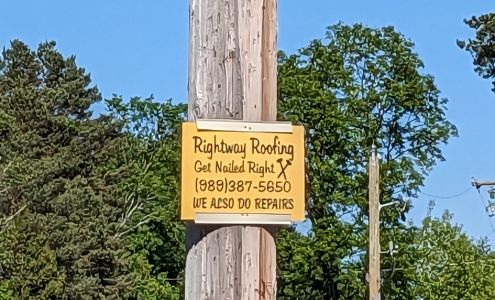 Rightway Roofing
Get Nailed Right
(989)387-5650
WE ALSO DO REPAIRS